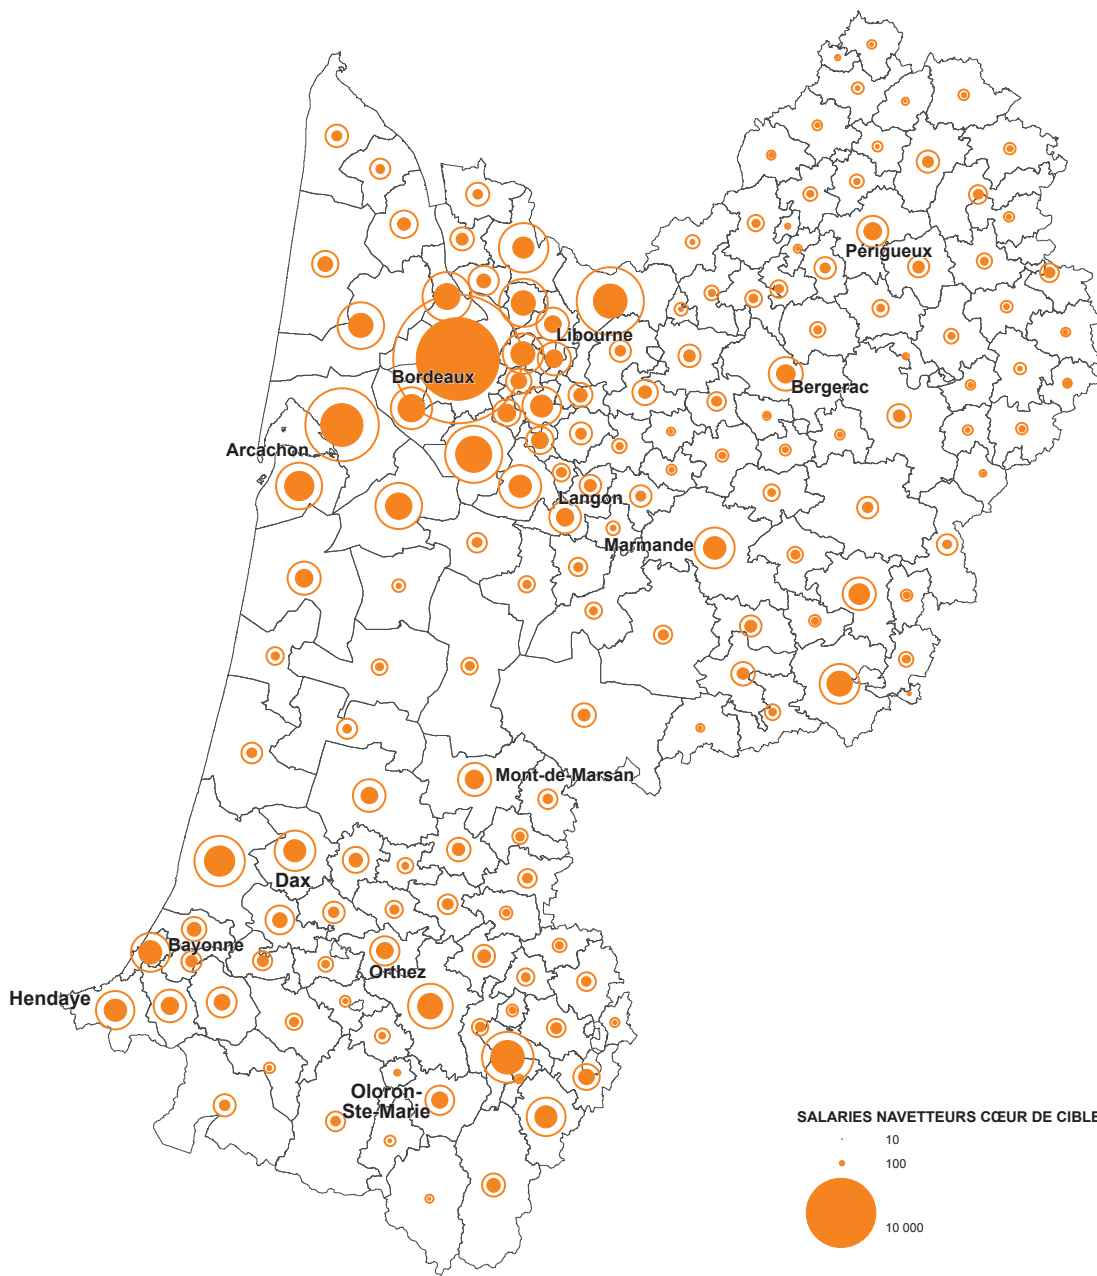 Périgueux
Libourne
Bordeaux
Bergerac
Arcachon
Langon
Marmande
Mont-de-Marsan
Dax
Bayonne
Orthez
Hendaye
Oloron-
Ste-Marie
SALARIES NAVETTEURS CŒUR DE CIBLE
10
100
10 000